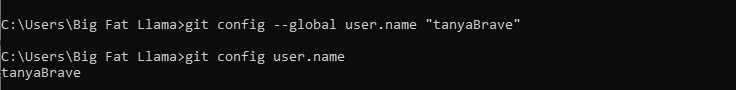 C:\Users\Big Fat Llama>git config --global user.name "tanyaBrave"
C:\Users\Big Fat Llama>git config user.name
tanyaBrave